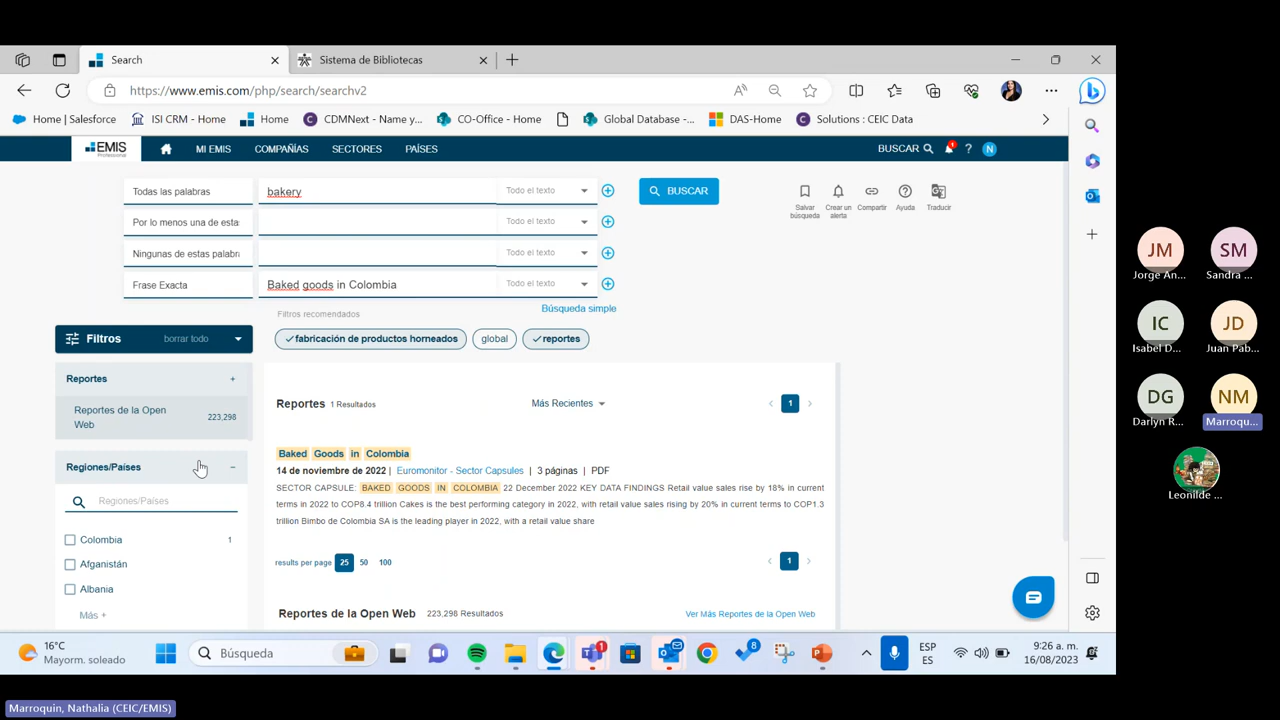 Search
Sistema de Bibliotecas
https://www.emis.com/php/search/searchv2
Home | Salesforce
ISI CRM - Home
Home
CDMNext - Name y...
CO-Office - Home
Global Database -...
DAS-Home
Solutions : CEIC Data
EMIS
Professional
MI EMIS
COMPAÑÍAS
SECTORES
PAÍSES
BUSCAR
1
?
N
Todas las palabras
bakery
Todo el texto
BUSCAR
Salvar búsqueda
Crear un alerta
Compartir
Ayuda
Traducir
Por lo menos una de estas
Todo el texto
Ningunas de estas palabra
Todo el texto
Frase Exacta
Baked goods in Colombia
Todo el texto
Búsqueda simple
Filtros recomendados
Filtros
borrar todo
fabricación de productos horneados
global
reportes
Reportes
+
Reportes de la Open Web
223,298
Regiones/Países
−
Regiones/Países
Colombia
1
Afganistán
Albania
Más +
Reportes
1 Resultados
Más Recientes
1
Baked Goods in Colombia
14 de noviembre de 2022 | Euromonitor - Sector Capsules | 3 páginas | PDF
SECTOR CAPSULE: BAKED GOODS IN COLOMBIA 22 December 2022 KEY DATA FINDINGS Retail value sales rise by 18% in current
terms in 2022 to COP8.4 trillion Cakes is the best performing category in 2022, with retail value sales rising by 20% in current terms to COP1.3
trillion Bimbo de Colombia SA is the leading player in 2022, with a retail value share
results per page 25 50 100
1
Reportes de la Open Web
223,298 Resultados
Ver Más Reportes de la Open Web
16°C
Mayorm. soleado
Búsqueda
1
8
ESP
ES
9:26 a. m.
16/08/2023
JM
Jorge An...
SM
Sandra ...
IC
Isabel D...
JD
Juan Pab...
DG
Darlyn R...
NM
Marroqu...
Leonilde ...
Marroquin, Nathalia (CEIC/EMIS)